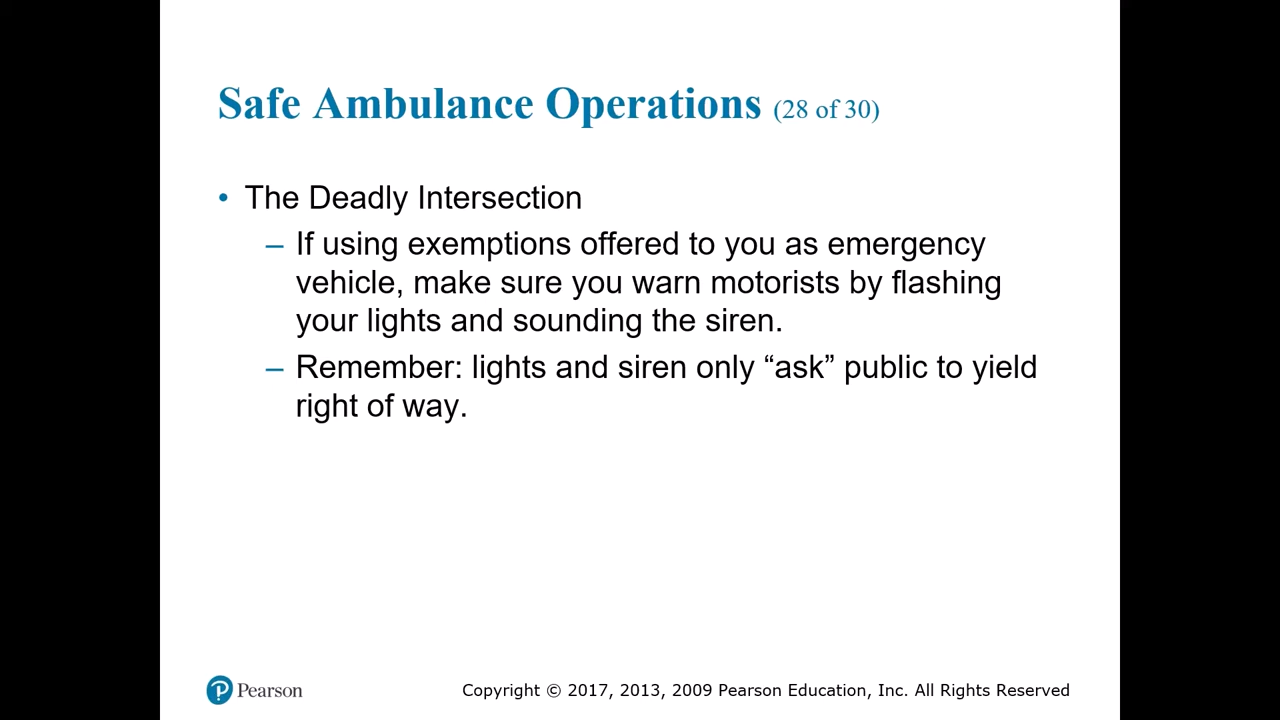 Safe Ambulance Operations (28 of 30)
• The Deadly Intersection
– If using exemptions offered to you as emergency
vehicle, make sure you warn motorists by flashing
your lights and sounding the siren.
– Remember: lights and siren only “ask” public to yield
right of way.
Pearson
Copyright © 2017, 2013, 2009 Pearson Education, Inc. All Rights Reserved